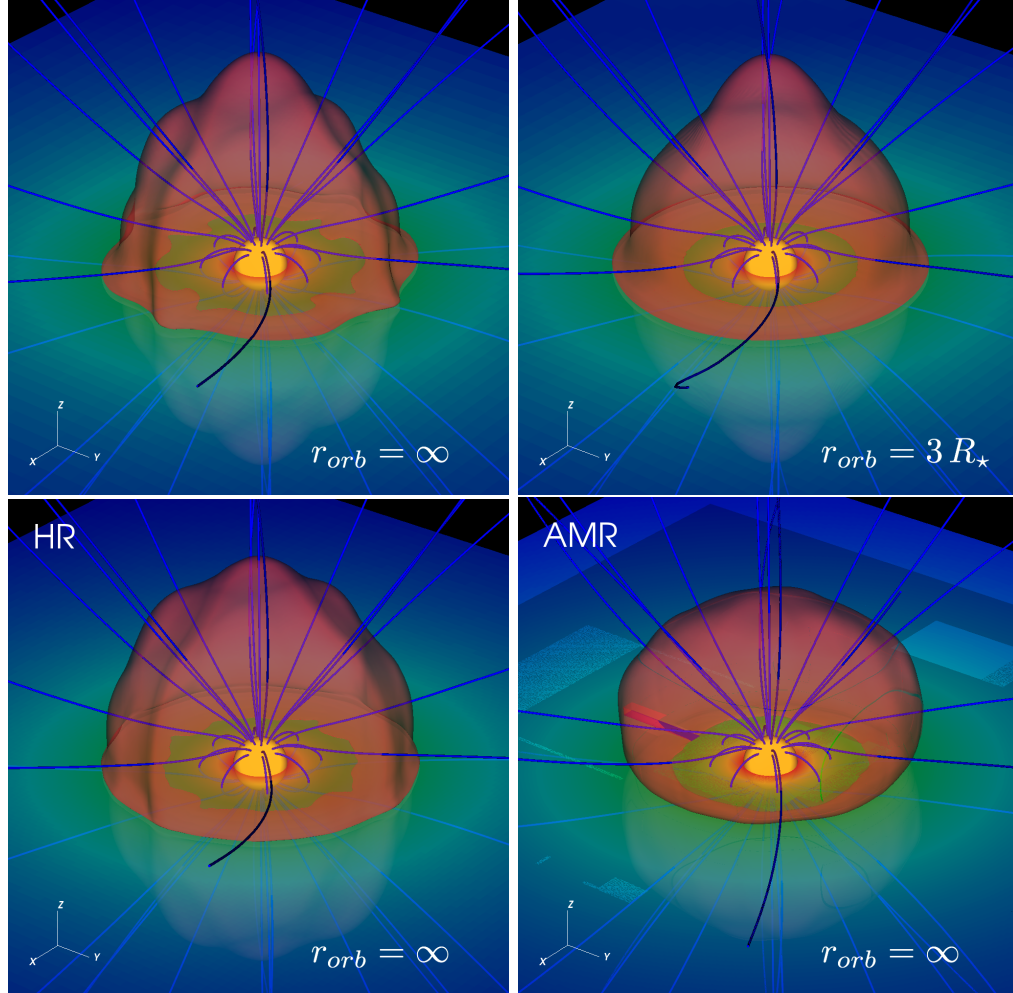 Z
X
Y
r_{orb} = ∞
Z
X
Y
r_{orb} = 3 R_⋆
HR
Z
X
Y
r_{orb} = ∞
AMR
Z
X
Y
r_{orb} = ∞